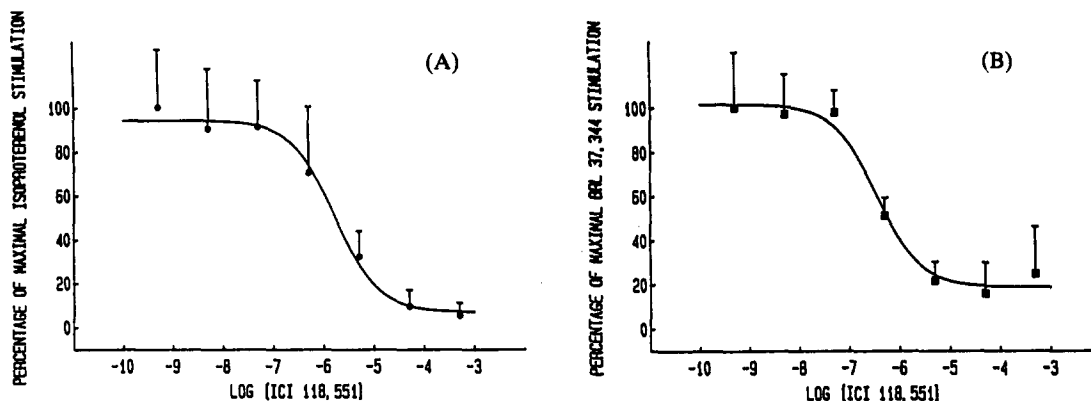 (A)
PERCENTAGE OF MAXIMAL ISOPROTERENOL STIMULATION
100
80
60
40
20
0
-10 -9 -8 -7 -6 -5 -4 -3
LOG (ICI 118,551)
(B)
PERCENTAGE OF MAXIMAL BRL 37,344 STIMULATION
100
80
60
40
20
0
-10 -9 -8 -7 -6 -5 -4 -3
LOG (ICI 118,551)